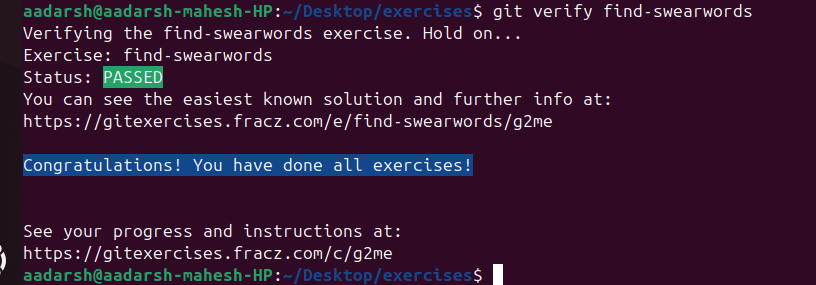 aadarsh@aadarsh-mahesh-HP:~/Desktop/exercises$ git verify find-swearwords
Verifying the find-swearwords exercise. Hold on...
Exercise: find-swearwords
Status: PASSED
You can see the easiest known solution and further info at:
https://gitexercises.fracz.com/e/find-swearwords/g2me
Congratulations! You have done all exercises!
See your progress and instructions at:
https://gitexercises.fracz.com/c/g2me
aadarsh@aadarsh-mahesh-HP:~/Desktop/exercises$